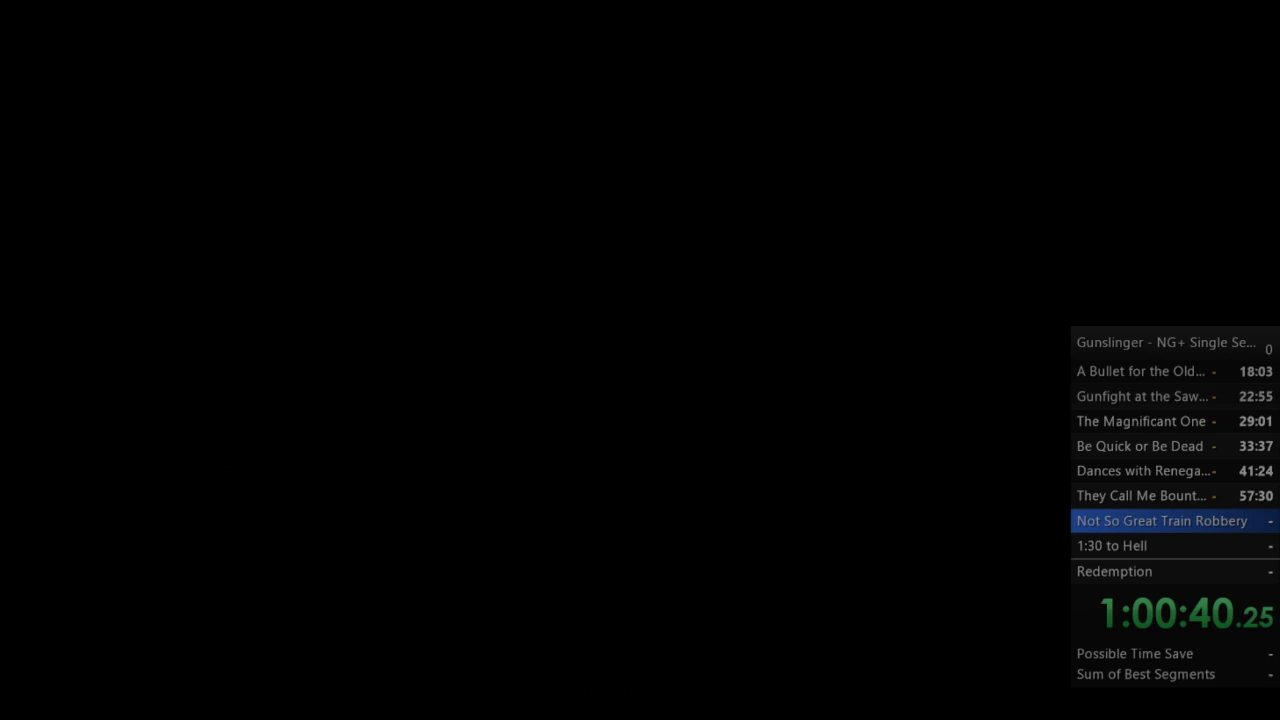 Gunslinger - NG+ Single Se...
0
A Bullet for the Old... - 18:03
Gunfight at the Saw... - 22:55
The Magnificant One - 29:01
Be Quick or Be Dead - 33:37
Dances with Renega... - 41:24
They Call Me Bount... - 57:30
Not So Great Train Robbery -
1:30 to Hell -
Redemption -
1:00:40.25
Possible Time Save -
Sum of Best Segments -